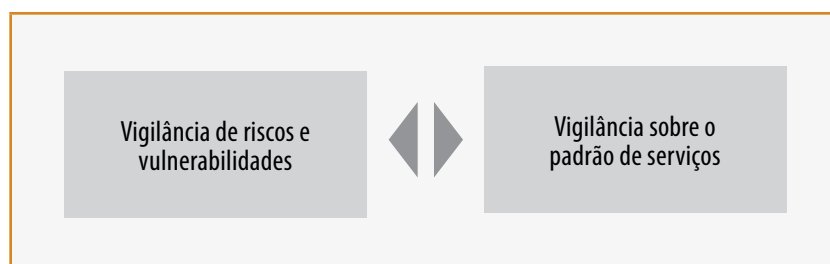 Vigilância de riscos e
vulnerabilidades
Vigilância sobre o
padrão de serviços